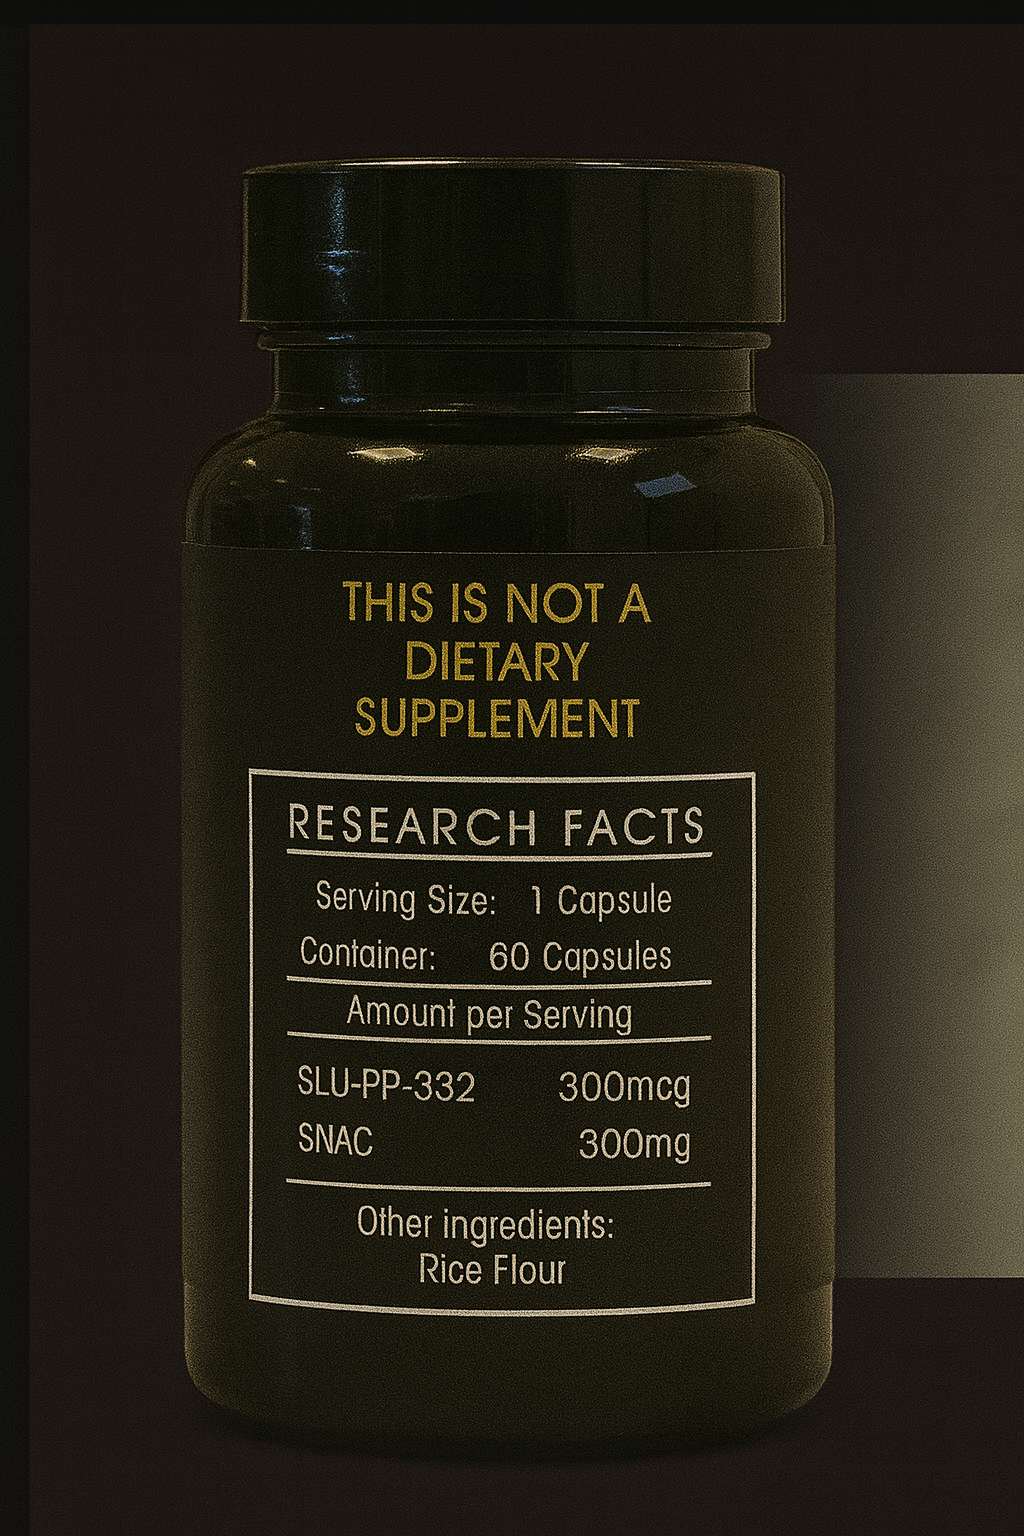 THIS IS NOT A
DIETARY
SUPPLEMENT
RESEARCH FACTS
Serving Size: 1 Capsule
Container: 60 Capsules
Amount per Serving
SLU-PP-332 300mcg
SNAC 300mg
Other ingredients:
Rice Flour